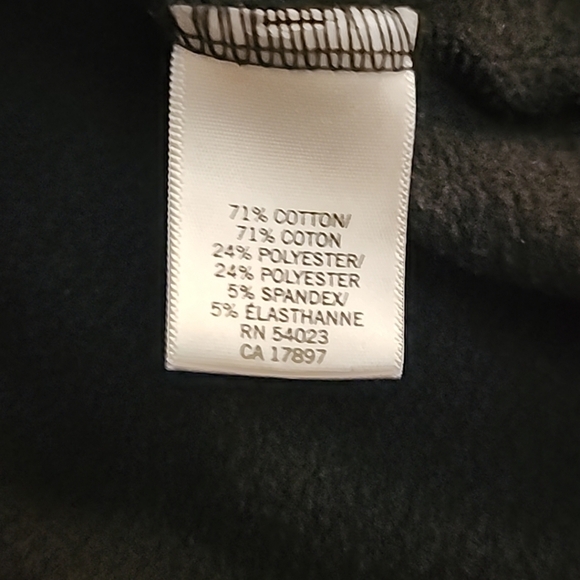 71% COTTON/
71% COTON
24% POLYESTER/
24% POLYESTER
5% SPANDEX/
5% ÉLASTHANNE
RN 54023
CA 17897